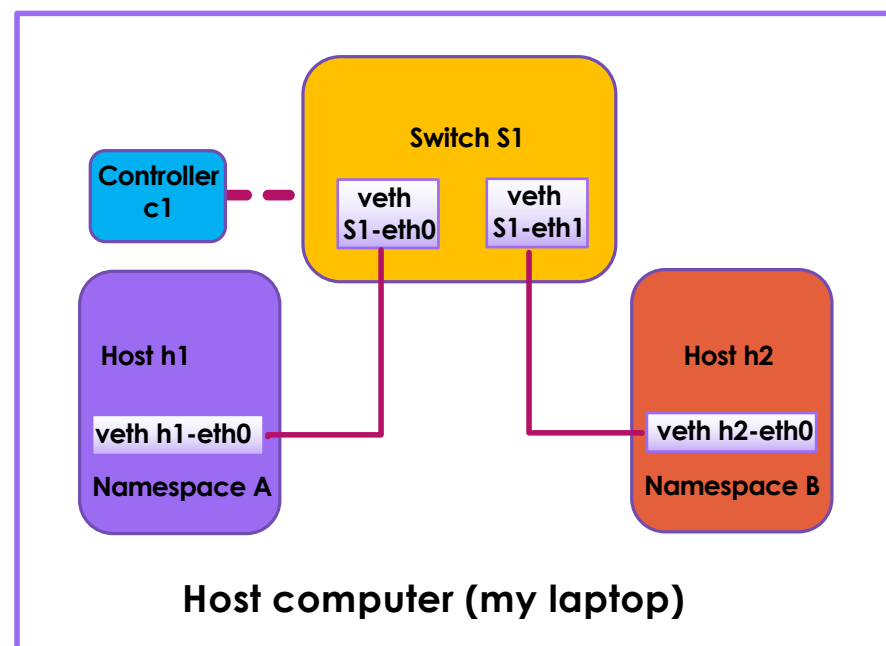 Switch S1
Controller
c1
veth
S1-eth0
veth
S1-eth1
Host h1
Host h2
veth h1-eth0
veth h2-eth0
Namespace A
Namespace B
Host computer (my laptop)